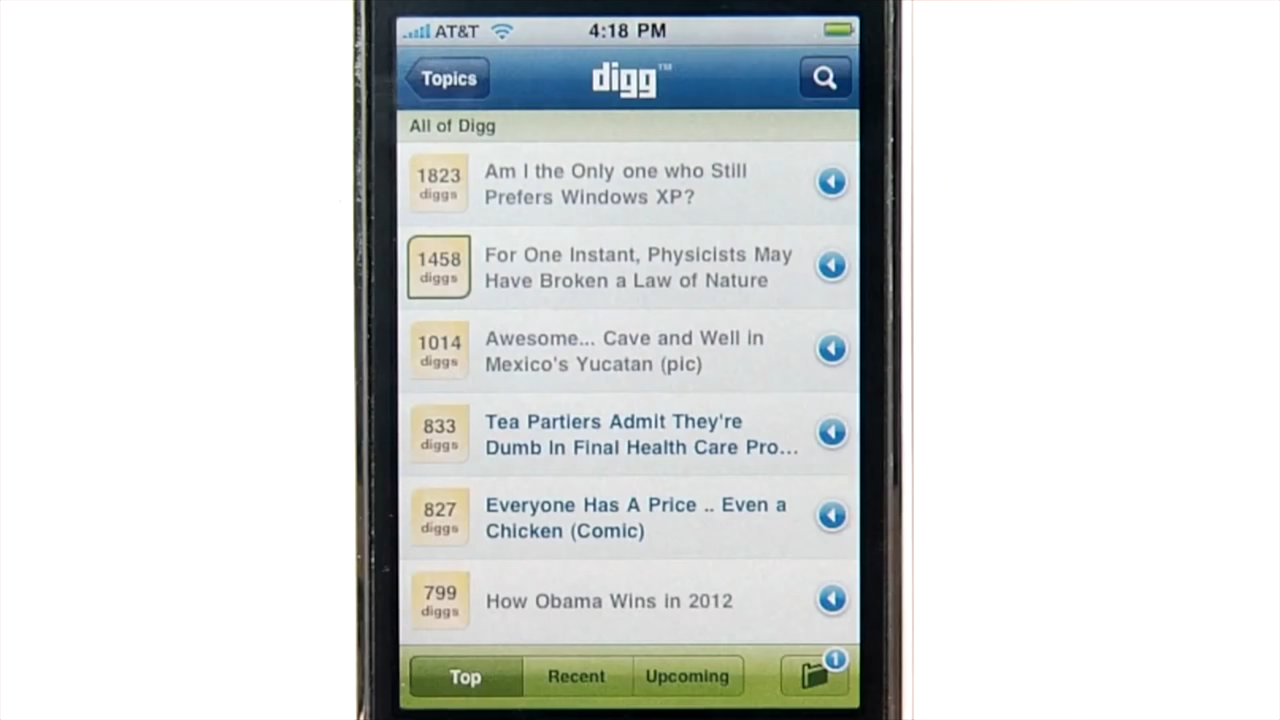 AT&T 4:18 PM
Topics digg™
All of Digg
1823 diggs
Am I the Only one who Still
Prefers Windows XP?
1458 diggs
For One Instant, Physicists May
Have Broken a Law of Nature
1014 diggs
Awesome... Cave and Well in
Mexico's Yucatan (pic)
833 diggs
Tea Partiers Admit They're
Dumb In Final Health Care Pro...
827 diggs
Everyone Has A Price .. Even a
Chicken (Comic)
799 diggs
How Obama Wins in 2012
Top Recent Upcoming 1